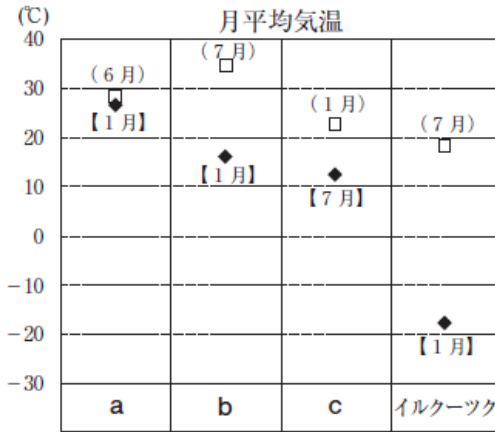 (℃)
月平均気温
40
30
20
10
0
−10
−20
−30
(6月)
【1月】
(7月)
【1月】
(1月)
【7月】
(7月)
【1月】
a
b
c
イルクーツク